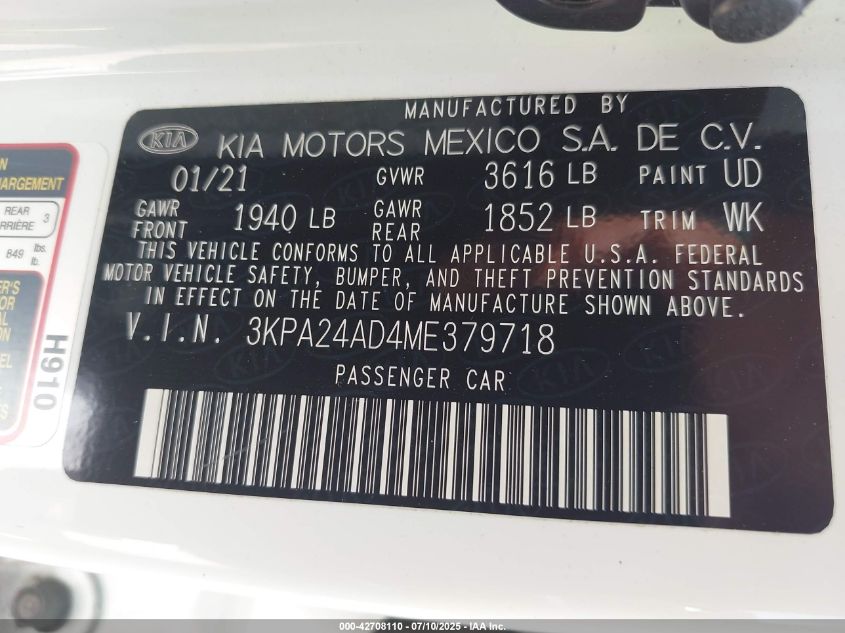 MANUFACTURED BY
KIA KIA MOTORS MEXICO S.A. DE C.V.
01/21 GVWR 3616 LB PAINT UD
GAWR FRONT 1940 LB GAWR REAR 1852 LB TRIM WK
THIS VEHICLE CONFORMS TO ALL APPLICABLE U.S.A. FEDERAL
MOTOR VEHICLE SAFETY, BUMPER, AND THEFT PREVENTION STANDARDS
IN EFFECT ON THE DATE OF MANUFACTURE SHOWN ABOVE.
V.I.N. 3KPA24AD4ME379718
PASSENGER CAR
REAR 3
849 lbs.
lb.
H910
000-42708110 - 07/10/2025 - IAA Inc.